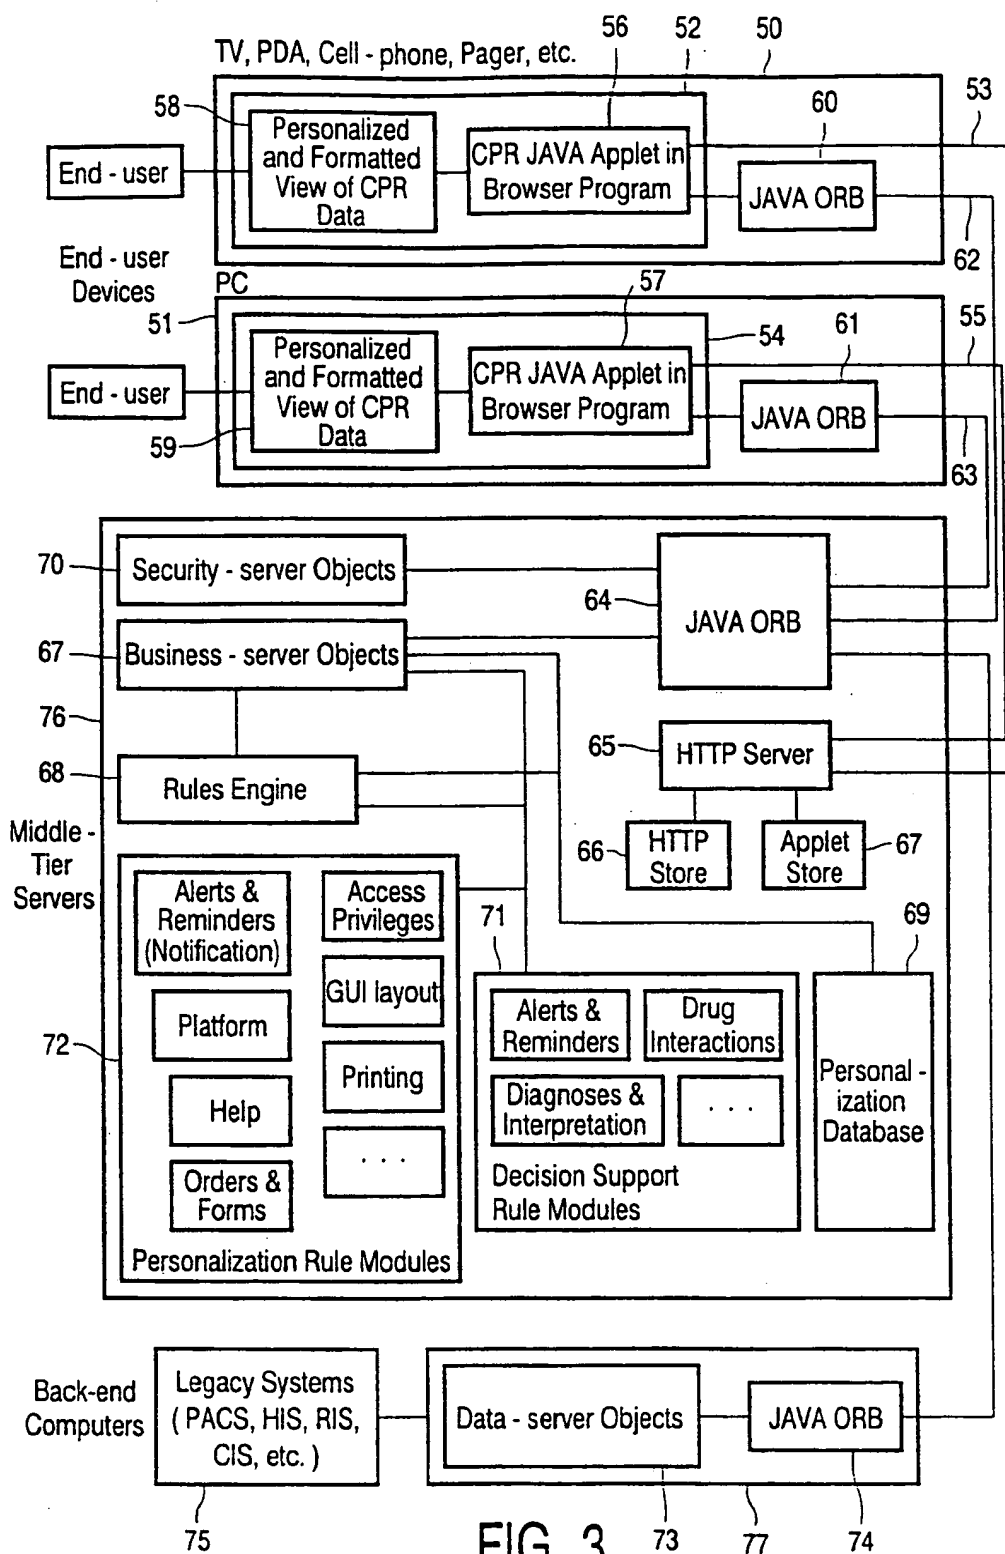 TV, PDA, Cell - phone, Pager, etc.
56
52
50
53
58
60
End - user
Personalized
and Formatted
View of CPR
Data
CPR JAVA Applet in
Browser Program
JAVA ORB
62
End - user
Devices
PC
57
51
54
61
55
End - user
Personalized
and Formatted
View of CPR
Data
CPR JAVA Applet in
Browser Program
JAVA ORB
59
63
70
Security - server Objects
64
JAVA ORB
67
Business - server Objects
76
65
HTTP Server
68
Rules Engine
Middle -
Tier
Servers
66
HTTP
Store
Applet
Store
67
Alerts &
Reminders
(Notification)
Access
Privileges
71
69
GUI layout
Platform
Alerts &
Reminders
Drug
Interactions
72
Printing
Help
Diagnoses &
Interpretation
. . .
Personal -
ization
Database
. . .
Orders &
Forms
Decision Support
Rule Modules
Personalization Rule Modules
Back-end
Computers
Legacy Systems
( PACS, HIS, RIS,
CIS, etc. )
Data - server Objects
JAVA ORB
75
FIG. 3
73
77
74